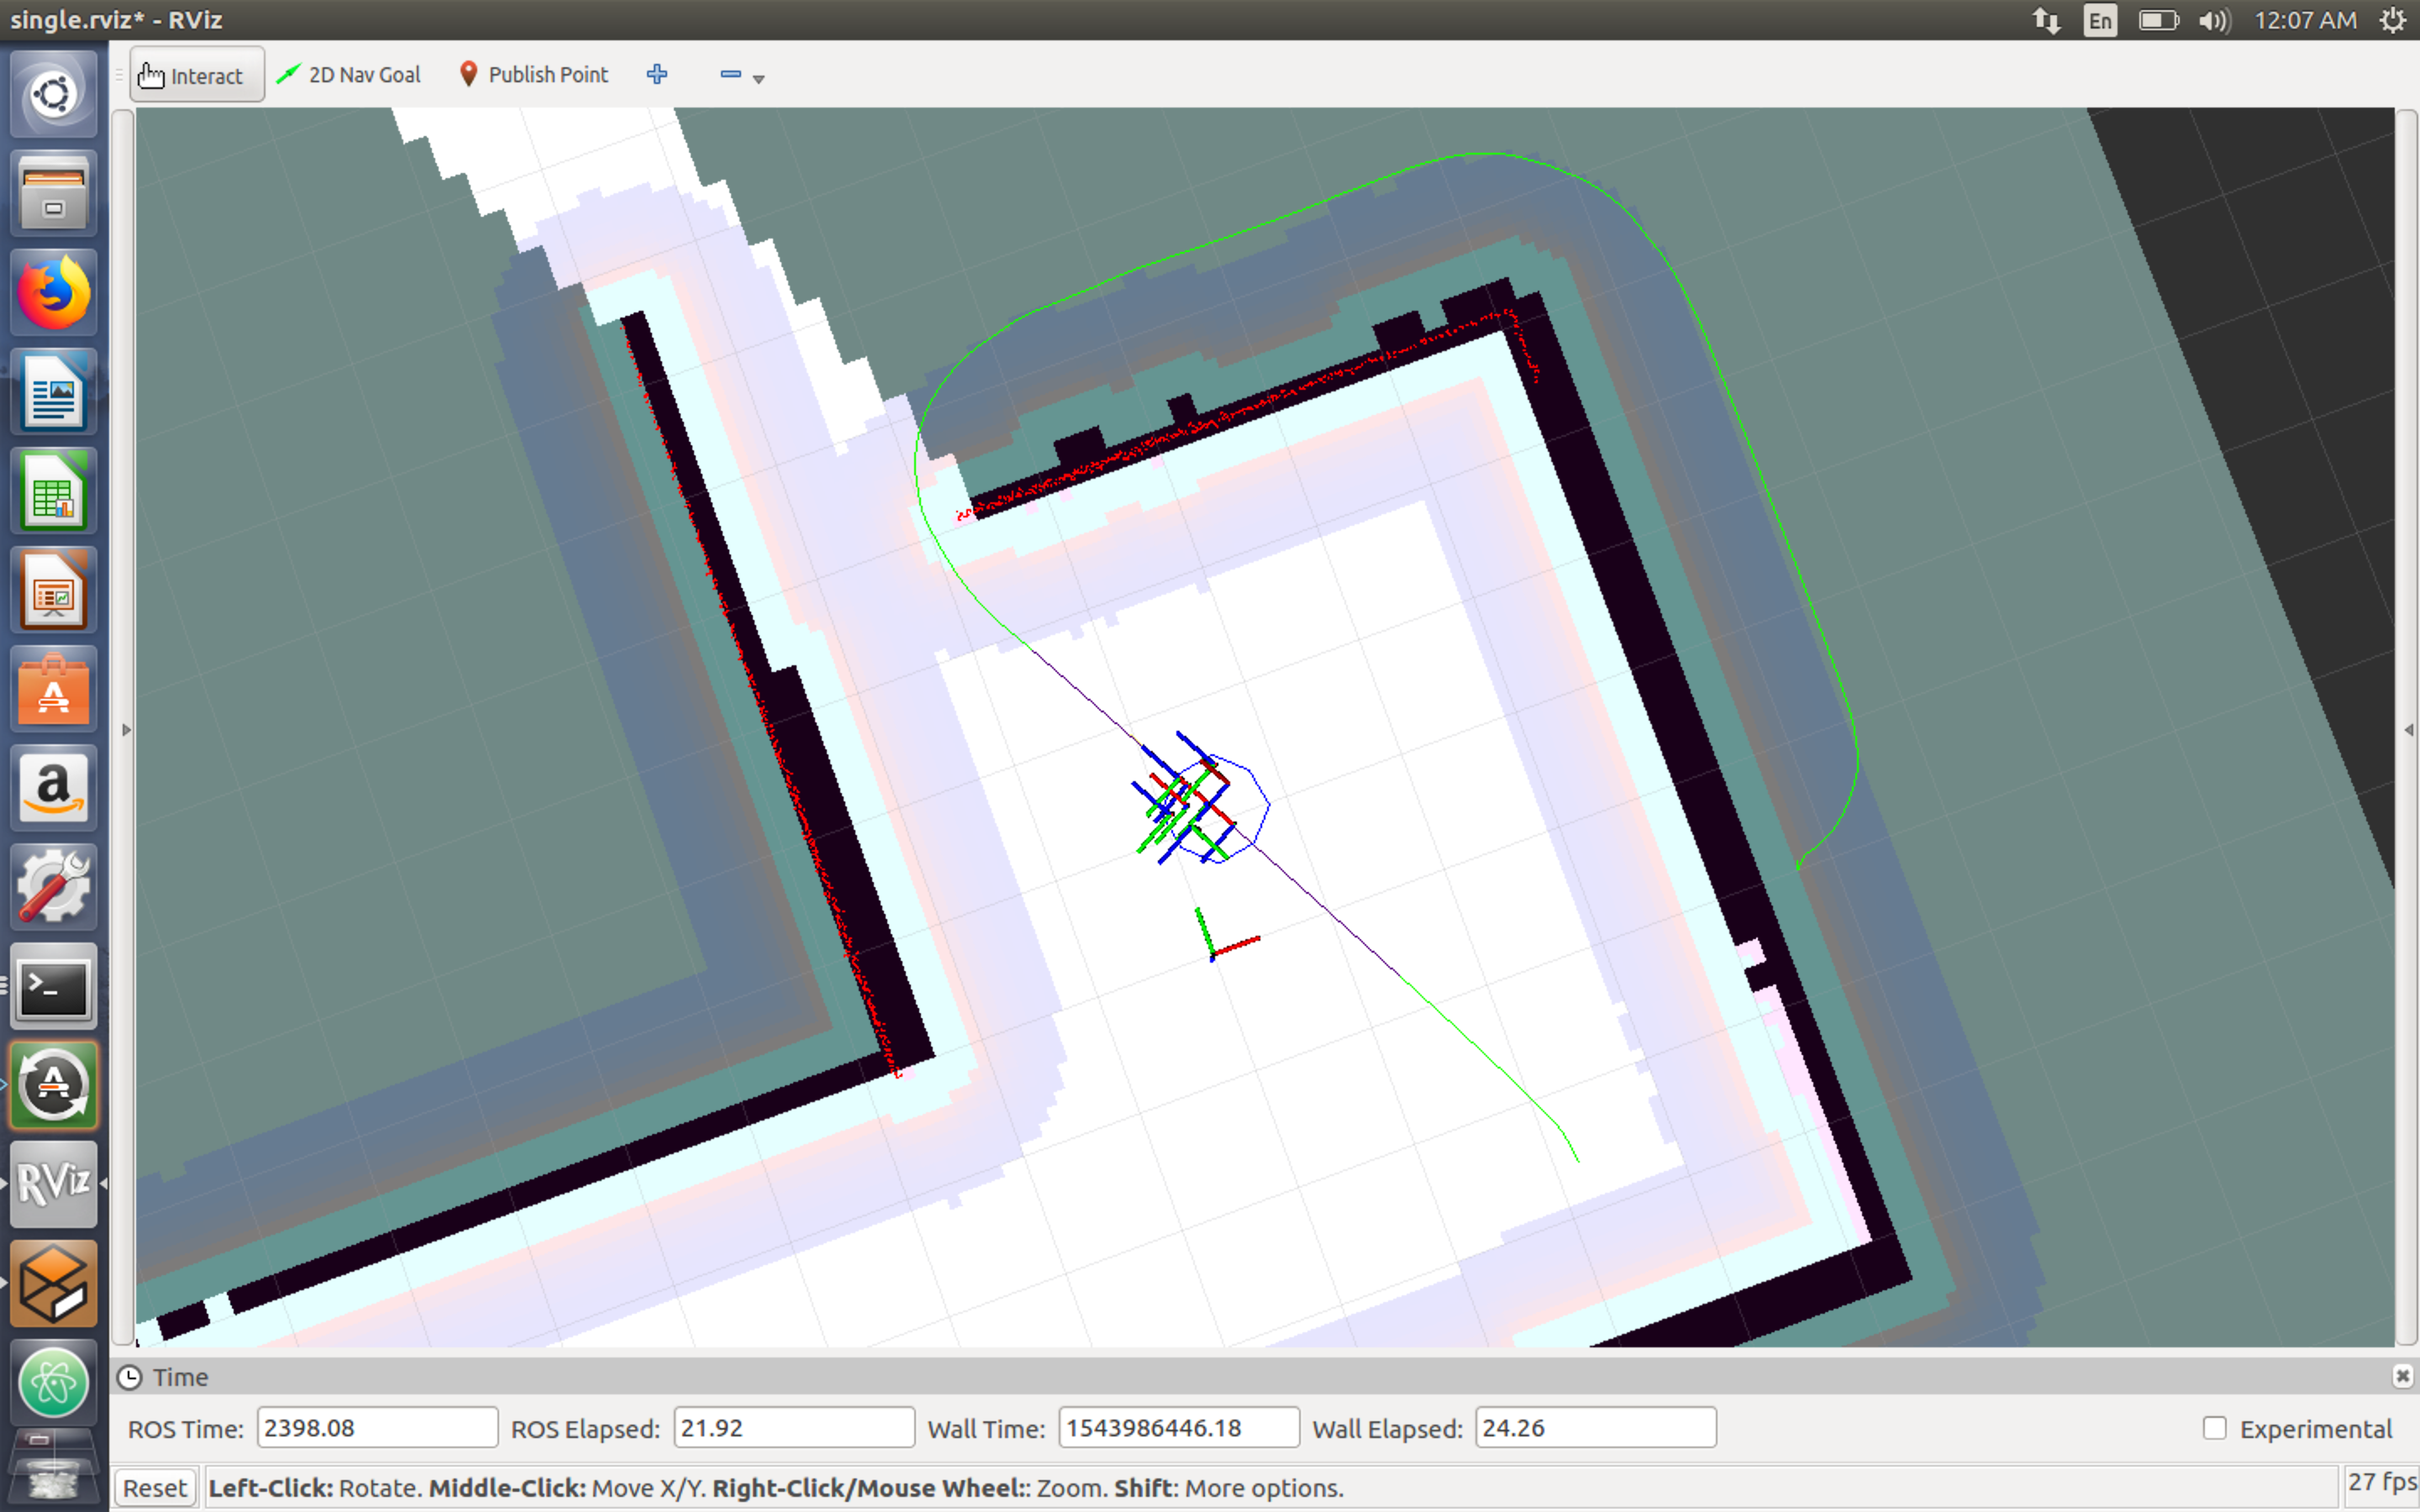 single.rviz* - RViz
En
12:07 AM
Interact
2D Nav Goal
Publish Point
a
A
>_
A
RViz
Time
ROS Time: 2398.08
ROS Elapsed: 21.92
Wall Time: 1543986446.18
Wall Elapsed: 24.26
Experimental
Reset
Left-Click: Rotate. Middle-Click: Move X/Y. Right-Click/Mouse Wheel:: Zoom. Shift: More options.
27 fps